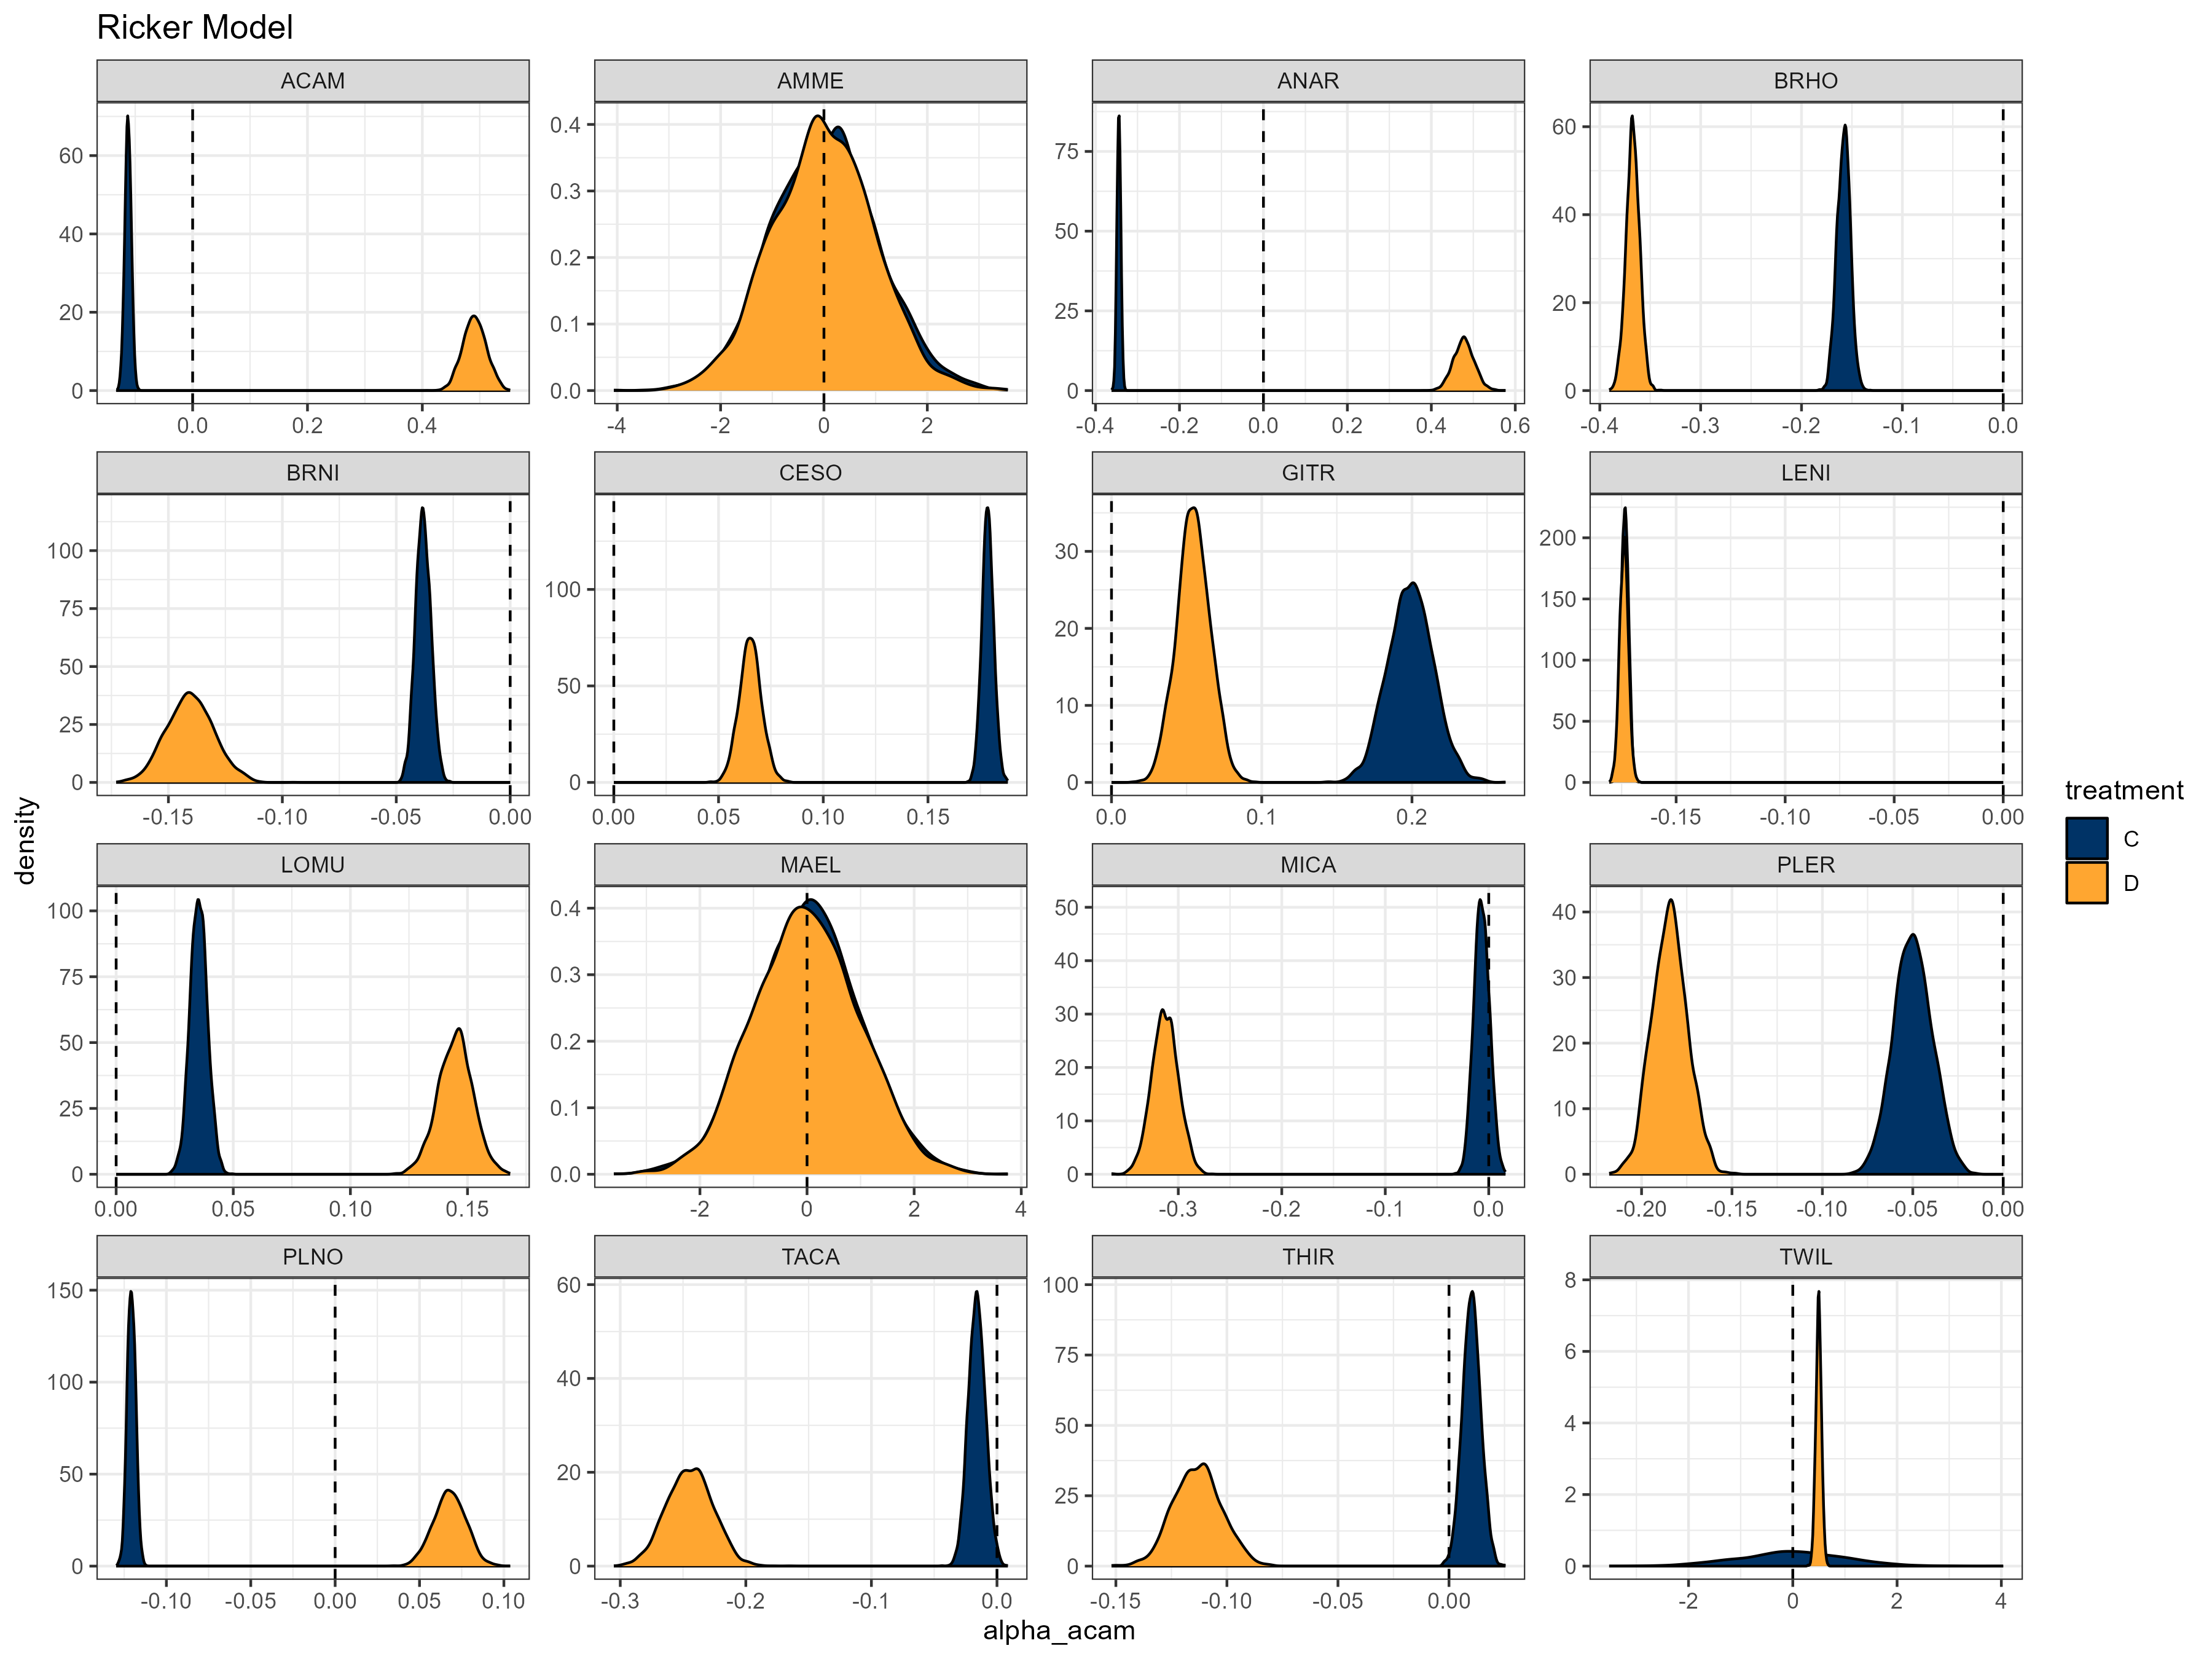 Ricker Model
ACAM AMME ANAR BRHO
60 0.4 75 60
40 0.3 50 40
20 0.2 25 20
0 0.1 0 0
0.0
0.0 0.2 0.4 -4 -2 0 2 -0.4 -0.2 0.0 0.2 0.4 0.6 -0.4 -0.3 -0.2 -0.1 0.0
BRNI CESO GITR LENI
100 100 30 200
75 50 20 150
50 0 10 100
25 0 50
0 0
-0.15 -0.10 -0.05 0.00 0.00 0.05 0.10 0.15 0.0 0.1 0.2 -0.15 -0.10 -0.05 0.00
LOMU MAEL MICA PLER
100 0.4 50 40
75 0.3 40 30
50 0.2 30 20
25 0.1 20 10
0 0.0 10 0
0
0.00 0.05 0.10 0.15 -2 0 2 4 -0.3 -0.2 -0.1 0.0 -0.20 -0.15 -0.10 -0.05 0.00
PLNO TACA THIR TWIL
150 60 100 8
100 40 75 6
50 20 50 4
0 0 25 2
0 0
-0.10 -0.05 0.00 0.05 0.10 -0.3 -0.2 -0.1 0.0 -0.15 -0.10 -0.05 0.00 -2 0 2 4
alpha_acam
density
treatment
C
D